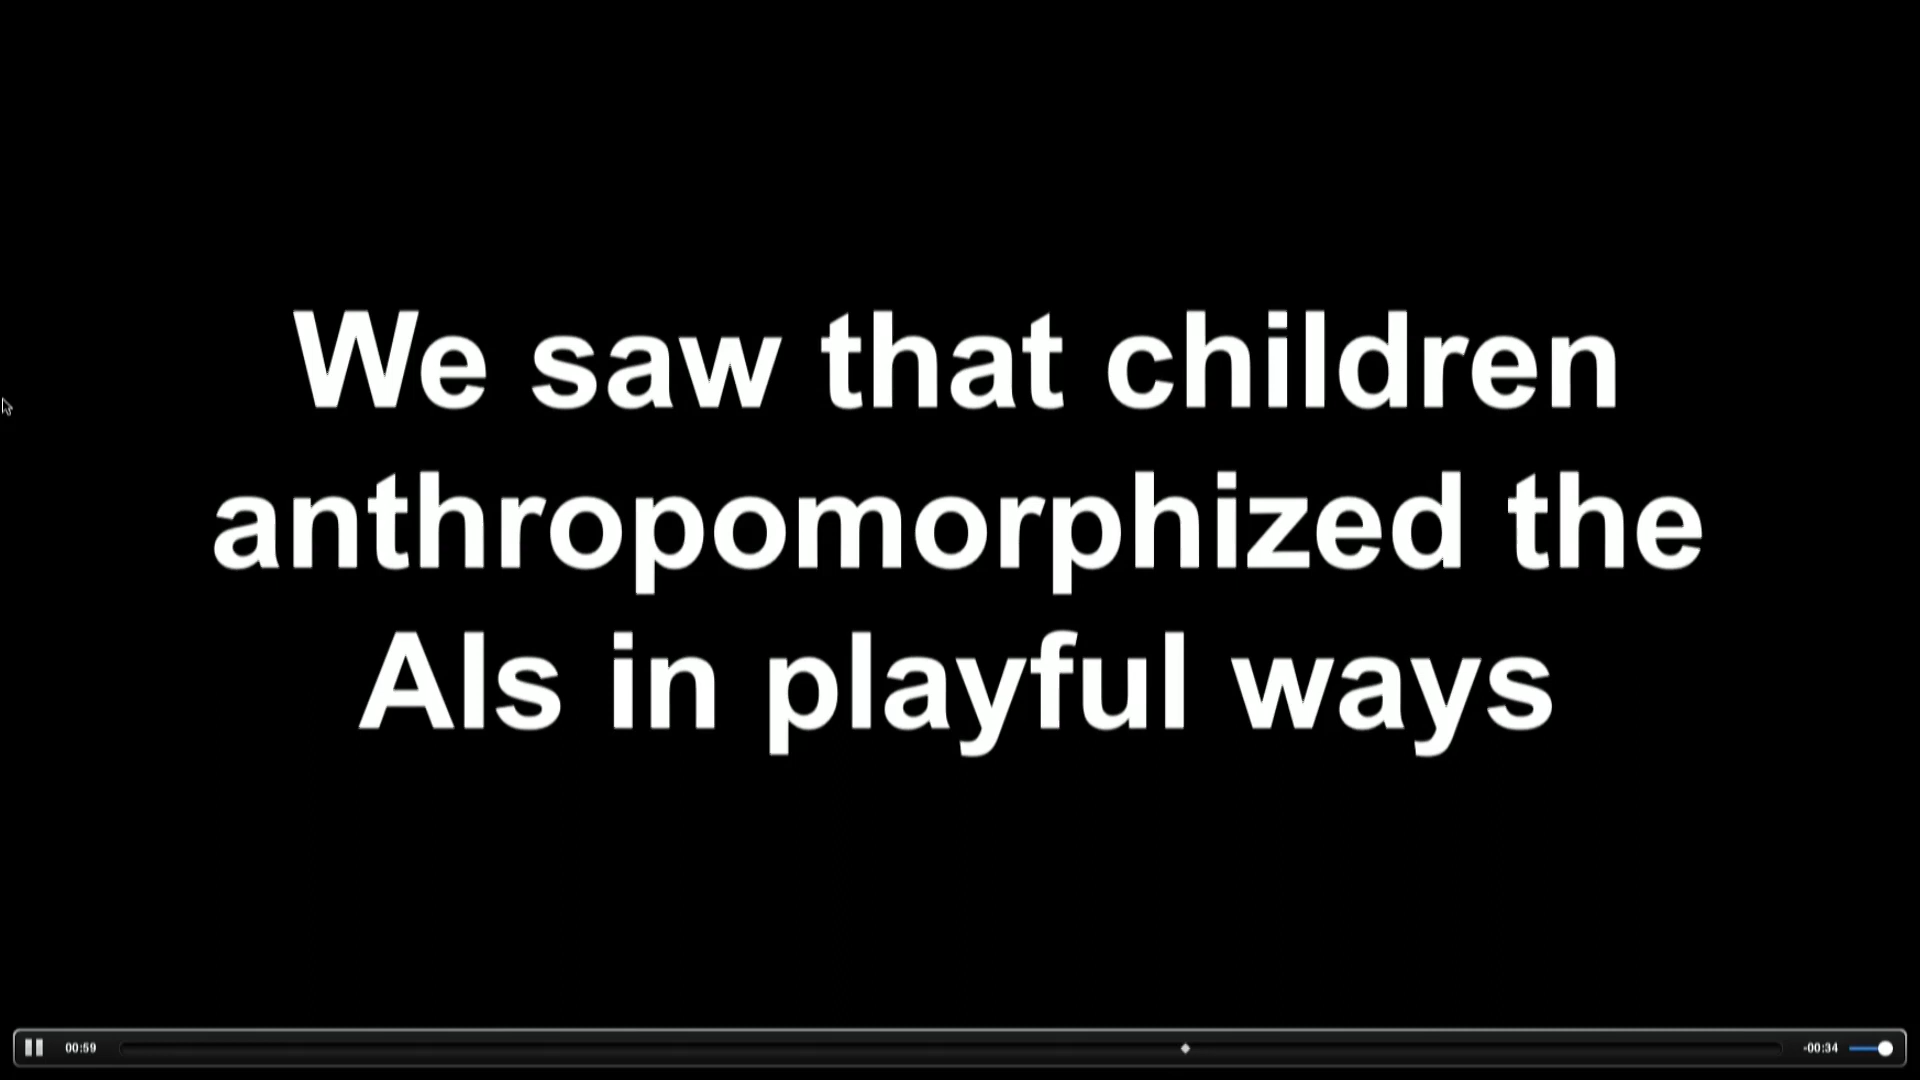 We saw that children
anthropomorphized the
AIs in playful ways
00:59
-00:34